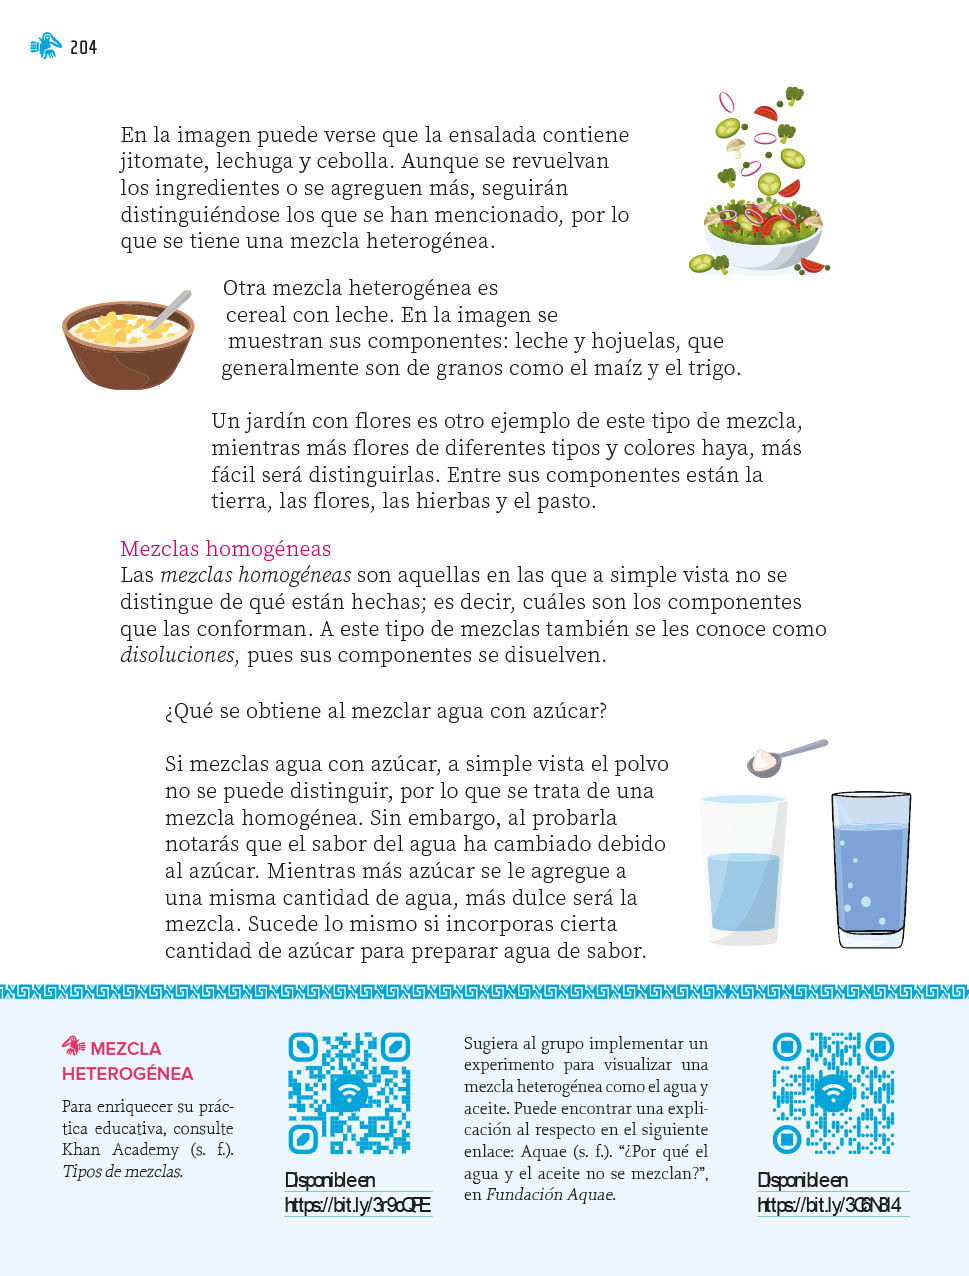 204
En la imagen puede verse que la ensalada contiene
jitomate, lechuga y cebolla. Aunque se revuelvan
los ingredientes o se agreguen más, seguirán
distinguiéndose los que se han mencionado, por lo
que se tiene una mezcla heterogénea.
Otra mezcla heterogénea es
cereal con leche. En la imagen se
muestran sus componentes: leche y hojuelas, que
generalmente son de granos como el maíz y el trigo.
Un jardín con flores es otro ejemplo de este tipo de mezcla,
mientras más flores de diferentes tipos y colores haya, más
fácil será distinguirlas. Entre sus componentes están la
tierra, las flores, las hierbas y el pasto.
Mezclas homogéneas
Las mezclas homogéneas son aquellas en las que a simple vista no se
distingue de qué están hechas; es decir, cuáles son los componentes
que las conforman. A este tipo de mezclas también se les conoce como
disoluciones, pues sus componentes se disuelven.
¿Qué se obtiene al mezclar agua con azúcar?
Si mezclas agua con azúcar, a simple vista el polvo
no se puede distinguir, por lo que se trata de una
mezcla homogénea. Sin embargo, al probarla
notarás que el sabor del agua ha cambiado debido
al azúcar. Mientras más azúcar se le agregue a
una misma cantidad de agua, más dulce será la
mezcla. Sucede lo mismo si incorporas cierta
cantidad de azúcar para preparar agua de sabor.
MEZCLA
HETEROGÉNEA
Para enriquecer su prác-
tica educativa, consulte
Khan Academy (s. f.).
Tipos de mezclas.
Disponible en
https://bit.ly/3r9oQPE
Sugiera al grupo implementar un
experimento para visualizar una
mezcla heterogénea como el agua y
aceite. Puede encontrar una expli-
cación al respecto en el siguiente
enlace: Aquae (s. f.). “¿Por qué el
agua y el aceite no se mezclan?”,
en Fundación Aquae.
Disponible en